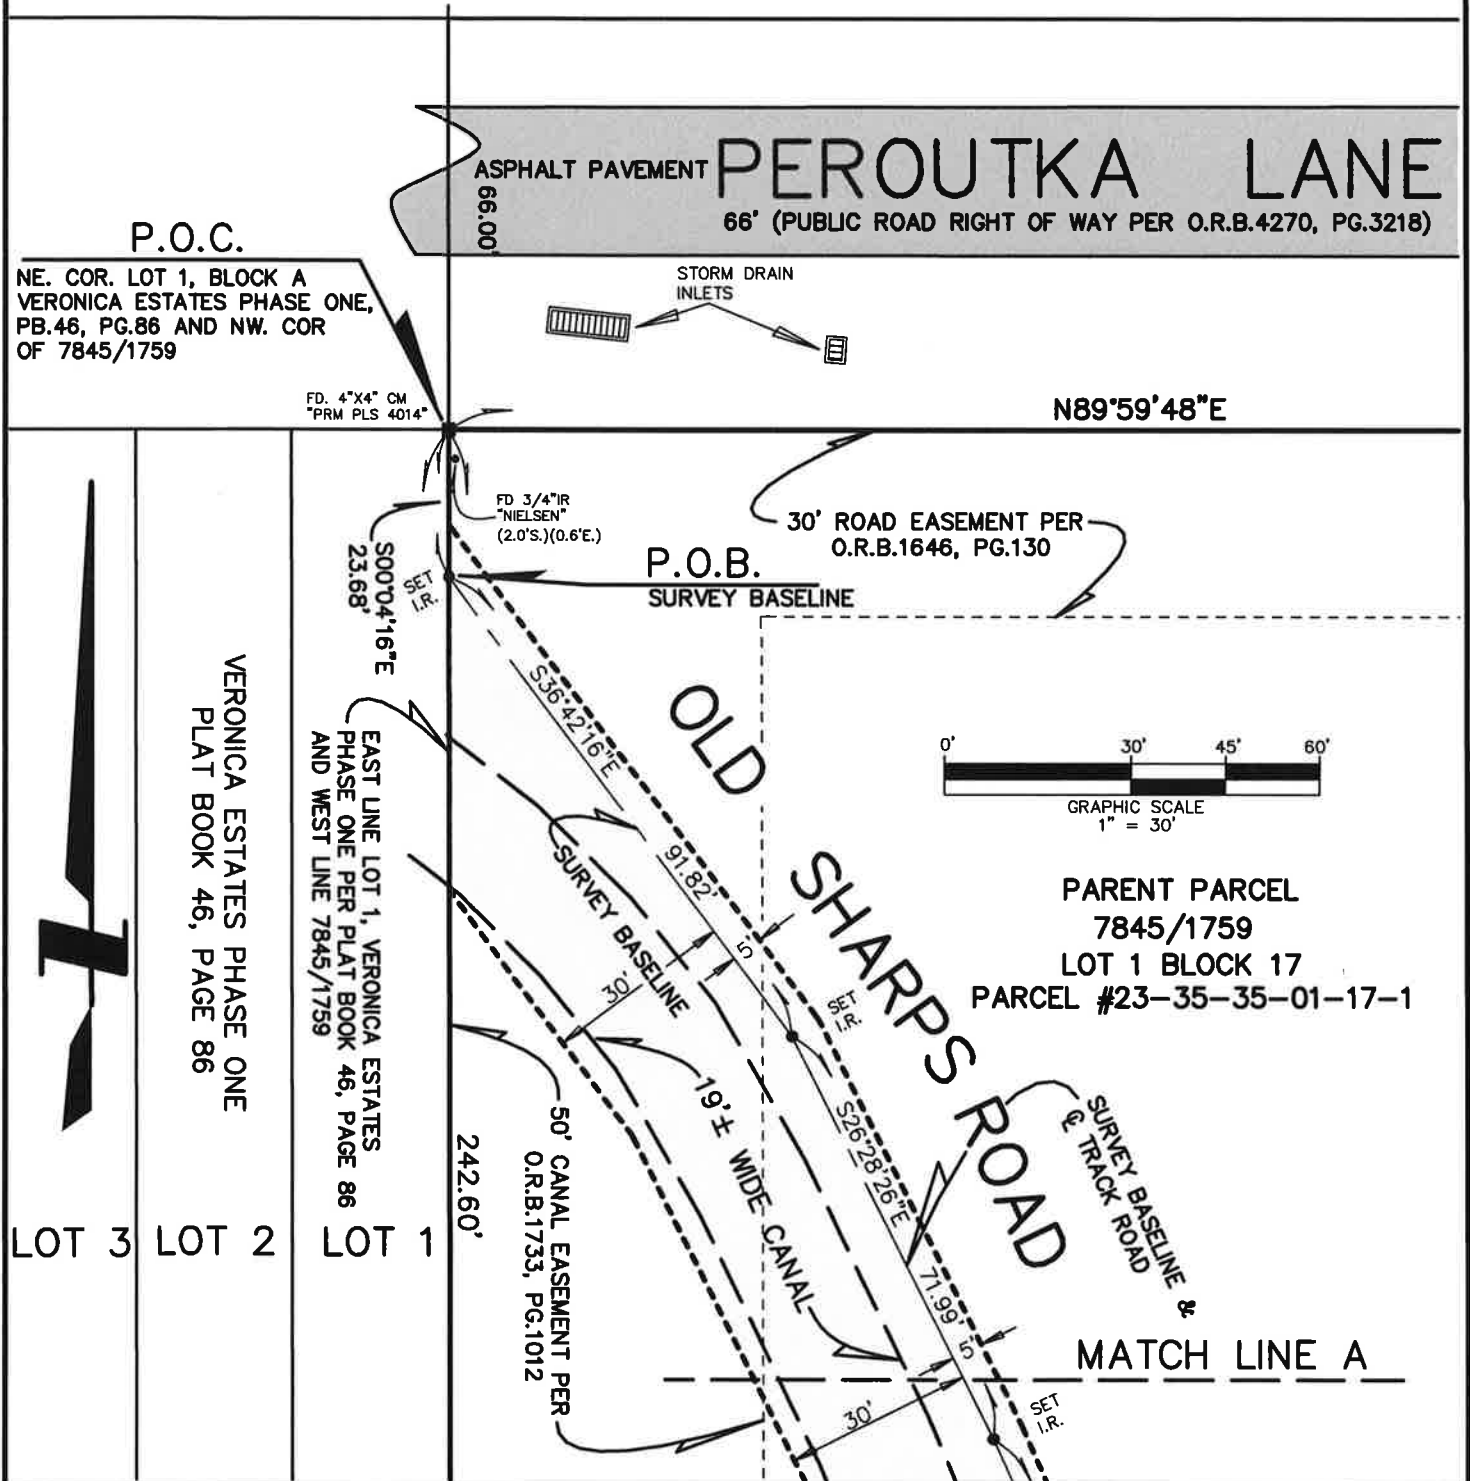 PEROUTKA LANE
ASPHALT PAVEMENT
66' (PUBLIC ROAD RIGHT OF WAY PER O.R.B.4270, PG.3218)
66.00'
P.O.C.
NE. COR. LOT 1, BLOCK A
VERONICA ESTATES PHASE ONE,
PB.46, PG.86 AND NW. COR
OF 7845/1759
STORM DRAIN
INLETS
FD. 4"X4" CM
"PRM PLS 4014"
N89°59'48"E
FD 3/4"IR
"NIELSEN"
(2.0'S.)(0.6'E.)
30' ROAD EASEMENT PER
O.R.B.1646, PG.130
S00°04'16"E
23.68'
SET
I.R.
P.O.B.
SURVEY BASELINE
S36°42'16"E
91.82'
OLD SHARPS ROAD
0' 30' 45' 60'
GRAPHIC SCALE
1" = 30'
VERONICA ESTATES PHASE ONE
PLAT BOOK 46, PAGE 86
EAST LINE LOT 1, VERONICA ESTATES
PHASE ONE PER PLAT BOOK 46, PAGE 86
AND WEST LINE 7845/1759
SURVEY BASELINE
PARENT PARCEL
7845/1759
LOT 1 BLOCK 17
PARCEL #23-35-35-01-17-1
30'
5'
SET
I.R.
19'± WIDE CANAL
S26°28'26"E
71.99'
SURVEY BASELINE &
℄ TRACK ROAD
50' CANAL EASEMENT PER
O.R.B.1733, PG.1012
242.60'
LOT 3
LOT 2
LOT 1
5'
MATCH LINE A
30'
SET
I.R.